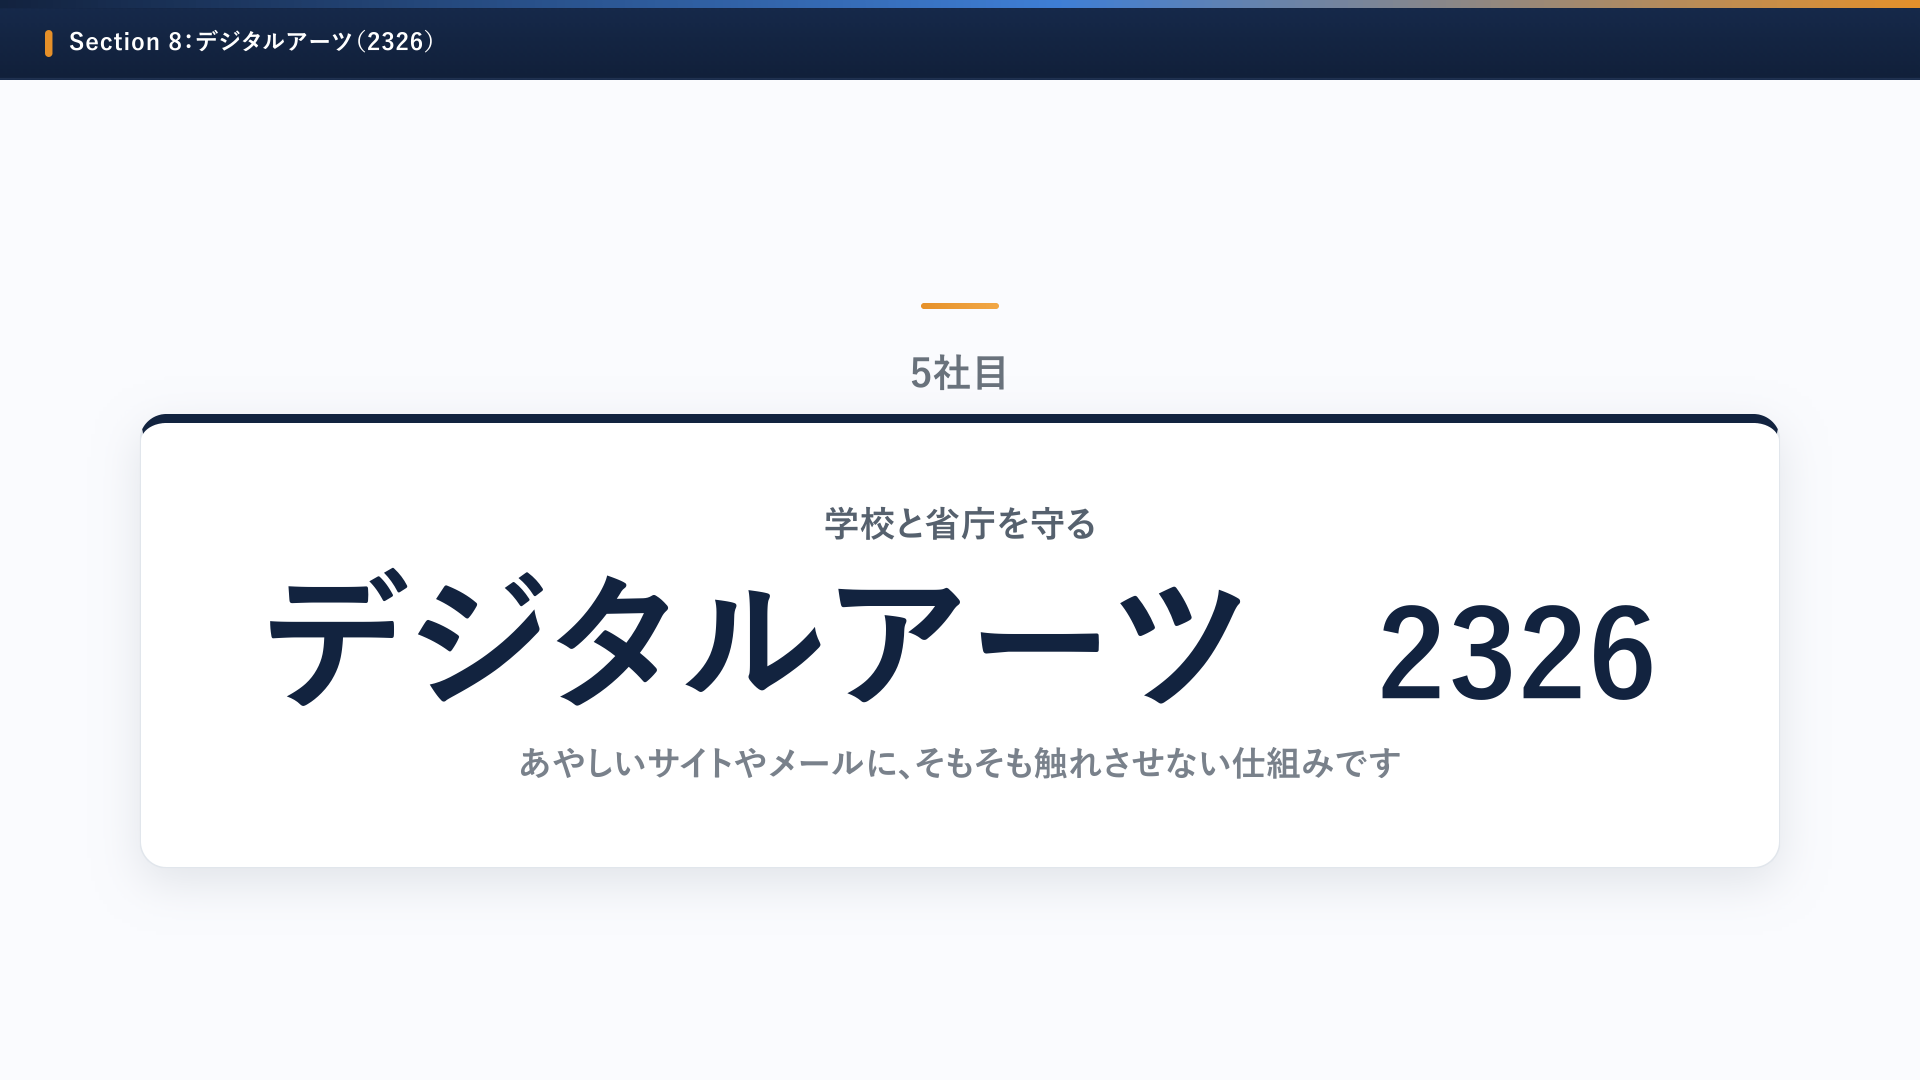 Section 8：デジタルアーツ（2326）
5社目
学校と省庁を守る
デジタルアーツ　2326
あやしいサイトやメールに、そもそも触れさせない仕組みです